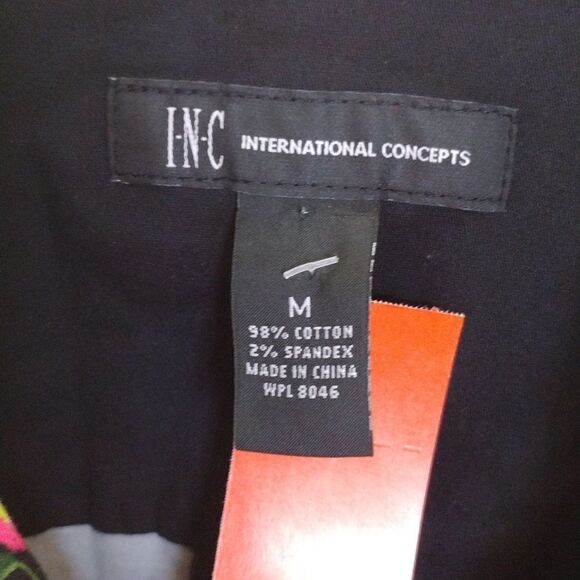 I·N·C INTERNATIONAL CONCEPTS
M
98% COTTON
2% SPANDEX
MADE IN CHINA
WPL 8046